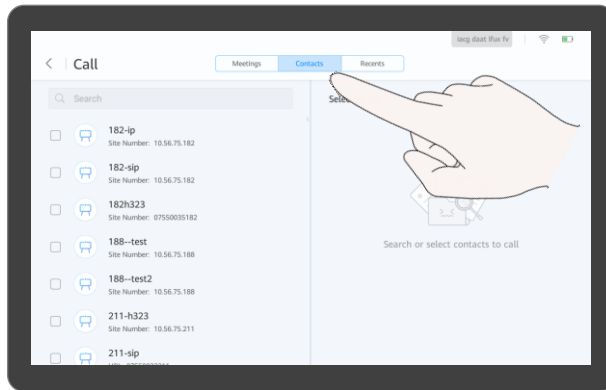 < | Call
Meetings
Contacts
Recents
Search
182-ip
Site Number: 10.56.75.182
182-sip
Site Number: 10.56.75.182
182h323
Site Number: 07550035182
188--test
Site Number: 10.56.75.188
188--test2
Site Number: 10.56.75.188
211-h323
Site Number: 10.56.75.211
211-sip
Search or select contacts to call